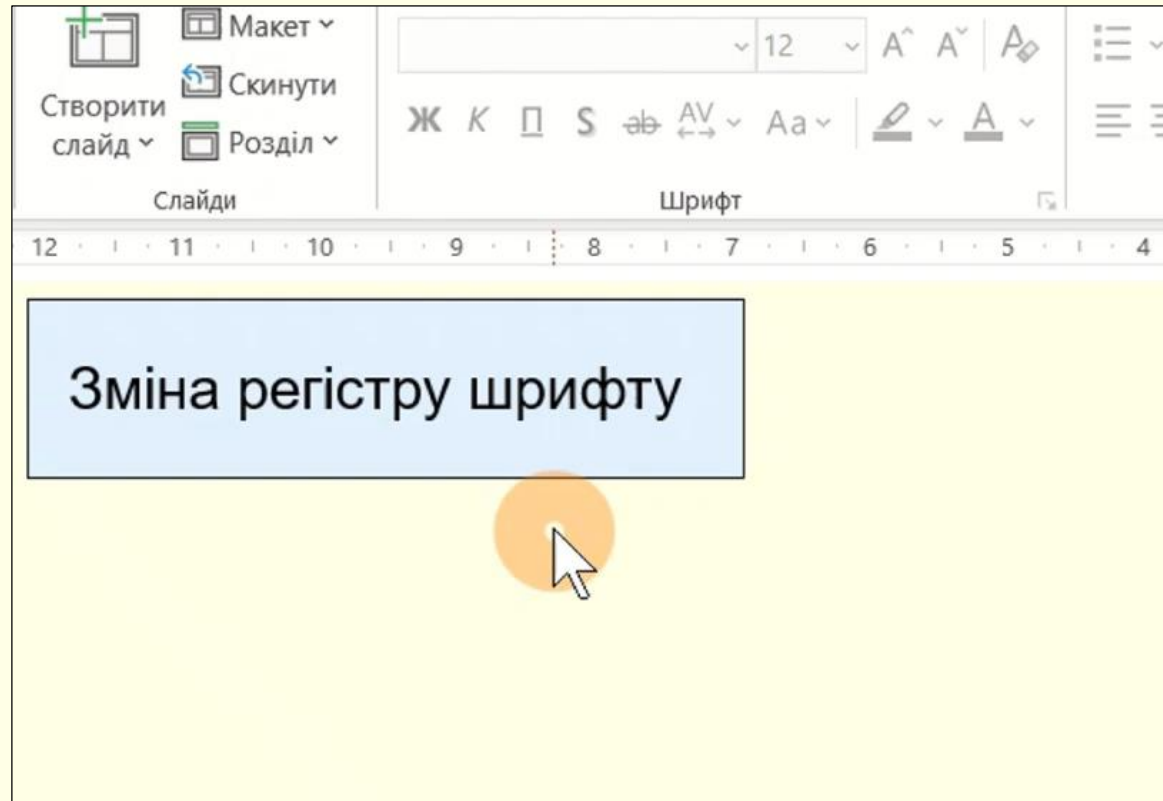 Макет
Скинути
Створити
слайд
Розділ
Слайди
12 A^ A˅ A
Ж К П S ab AV Aa A
Шрифт
12 11 10 9 8 7 6 5 4
Зміна регістру шрифту